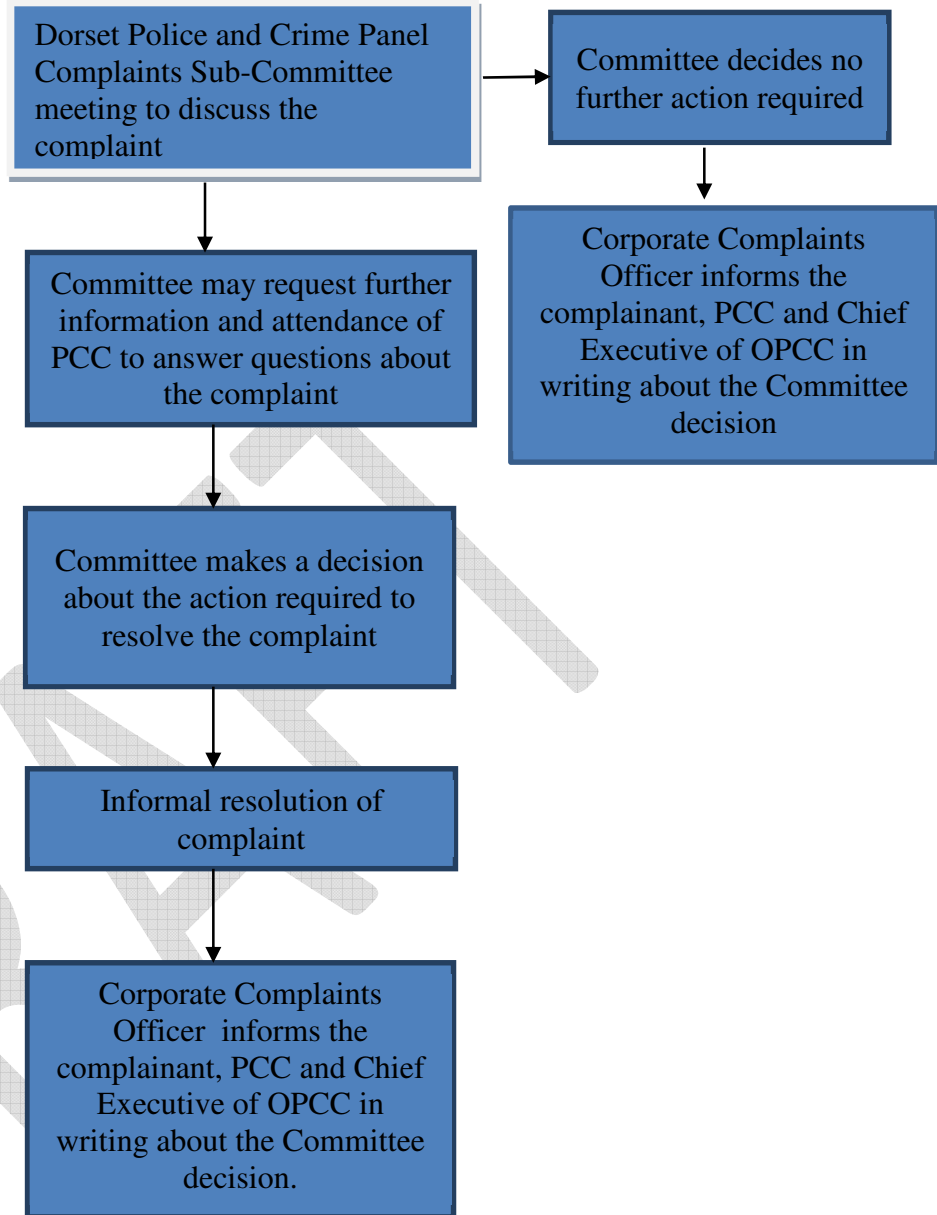 Dorset Police and Crime Panel
Complaints Sub-Committee
meeting to discuss the
complaint
Committee decides no
further action required
Corporate Complaints
Officer informs the
complainant, PCC and Chief
Executive of OPCC in
writing about the Committee
decision
Committee may request further
information and attendance of
PCC to answer questions about
the complaint
Committee makes a decision
about the action required to
resolve the complaint
Informal resolution of
complaint
Corporate Complaints
Officer  informs the
complainant, PCC and Chief
Executive of OPCC in
writing about the Committee
decision.